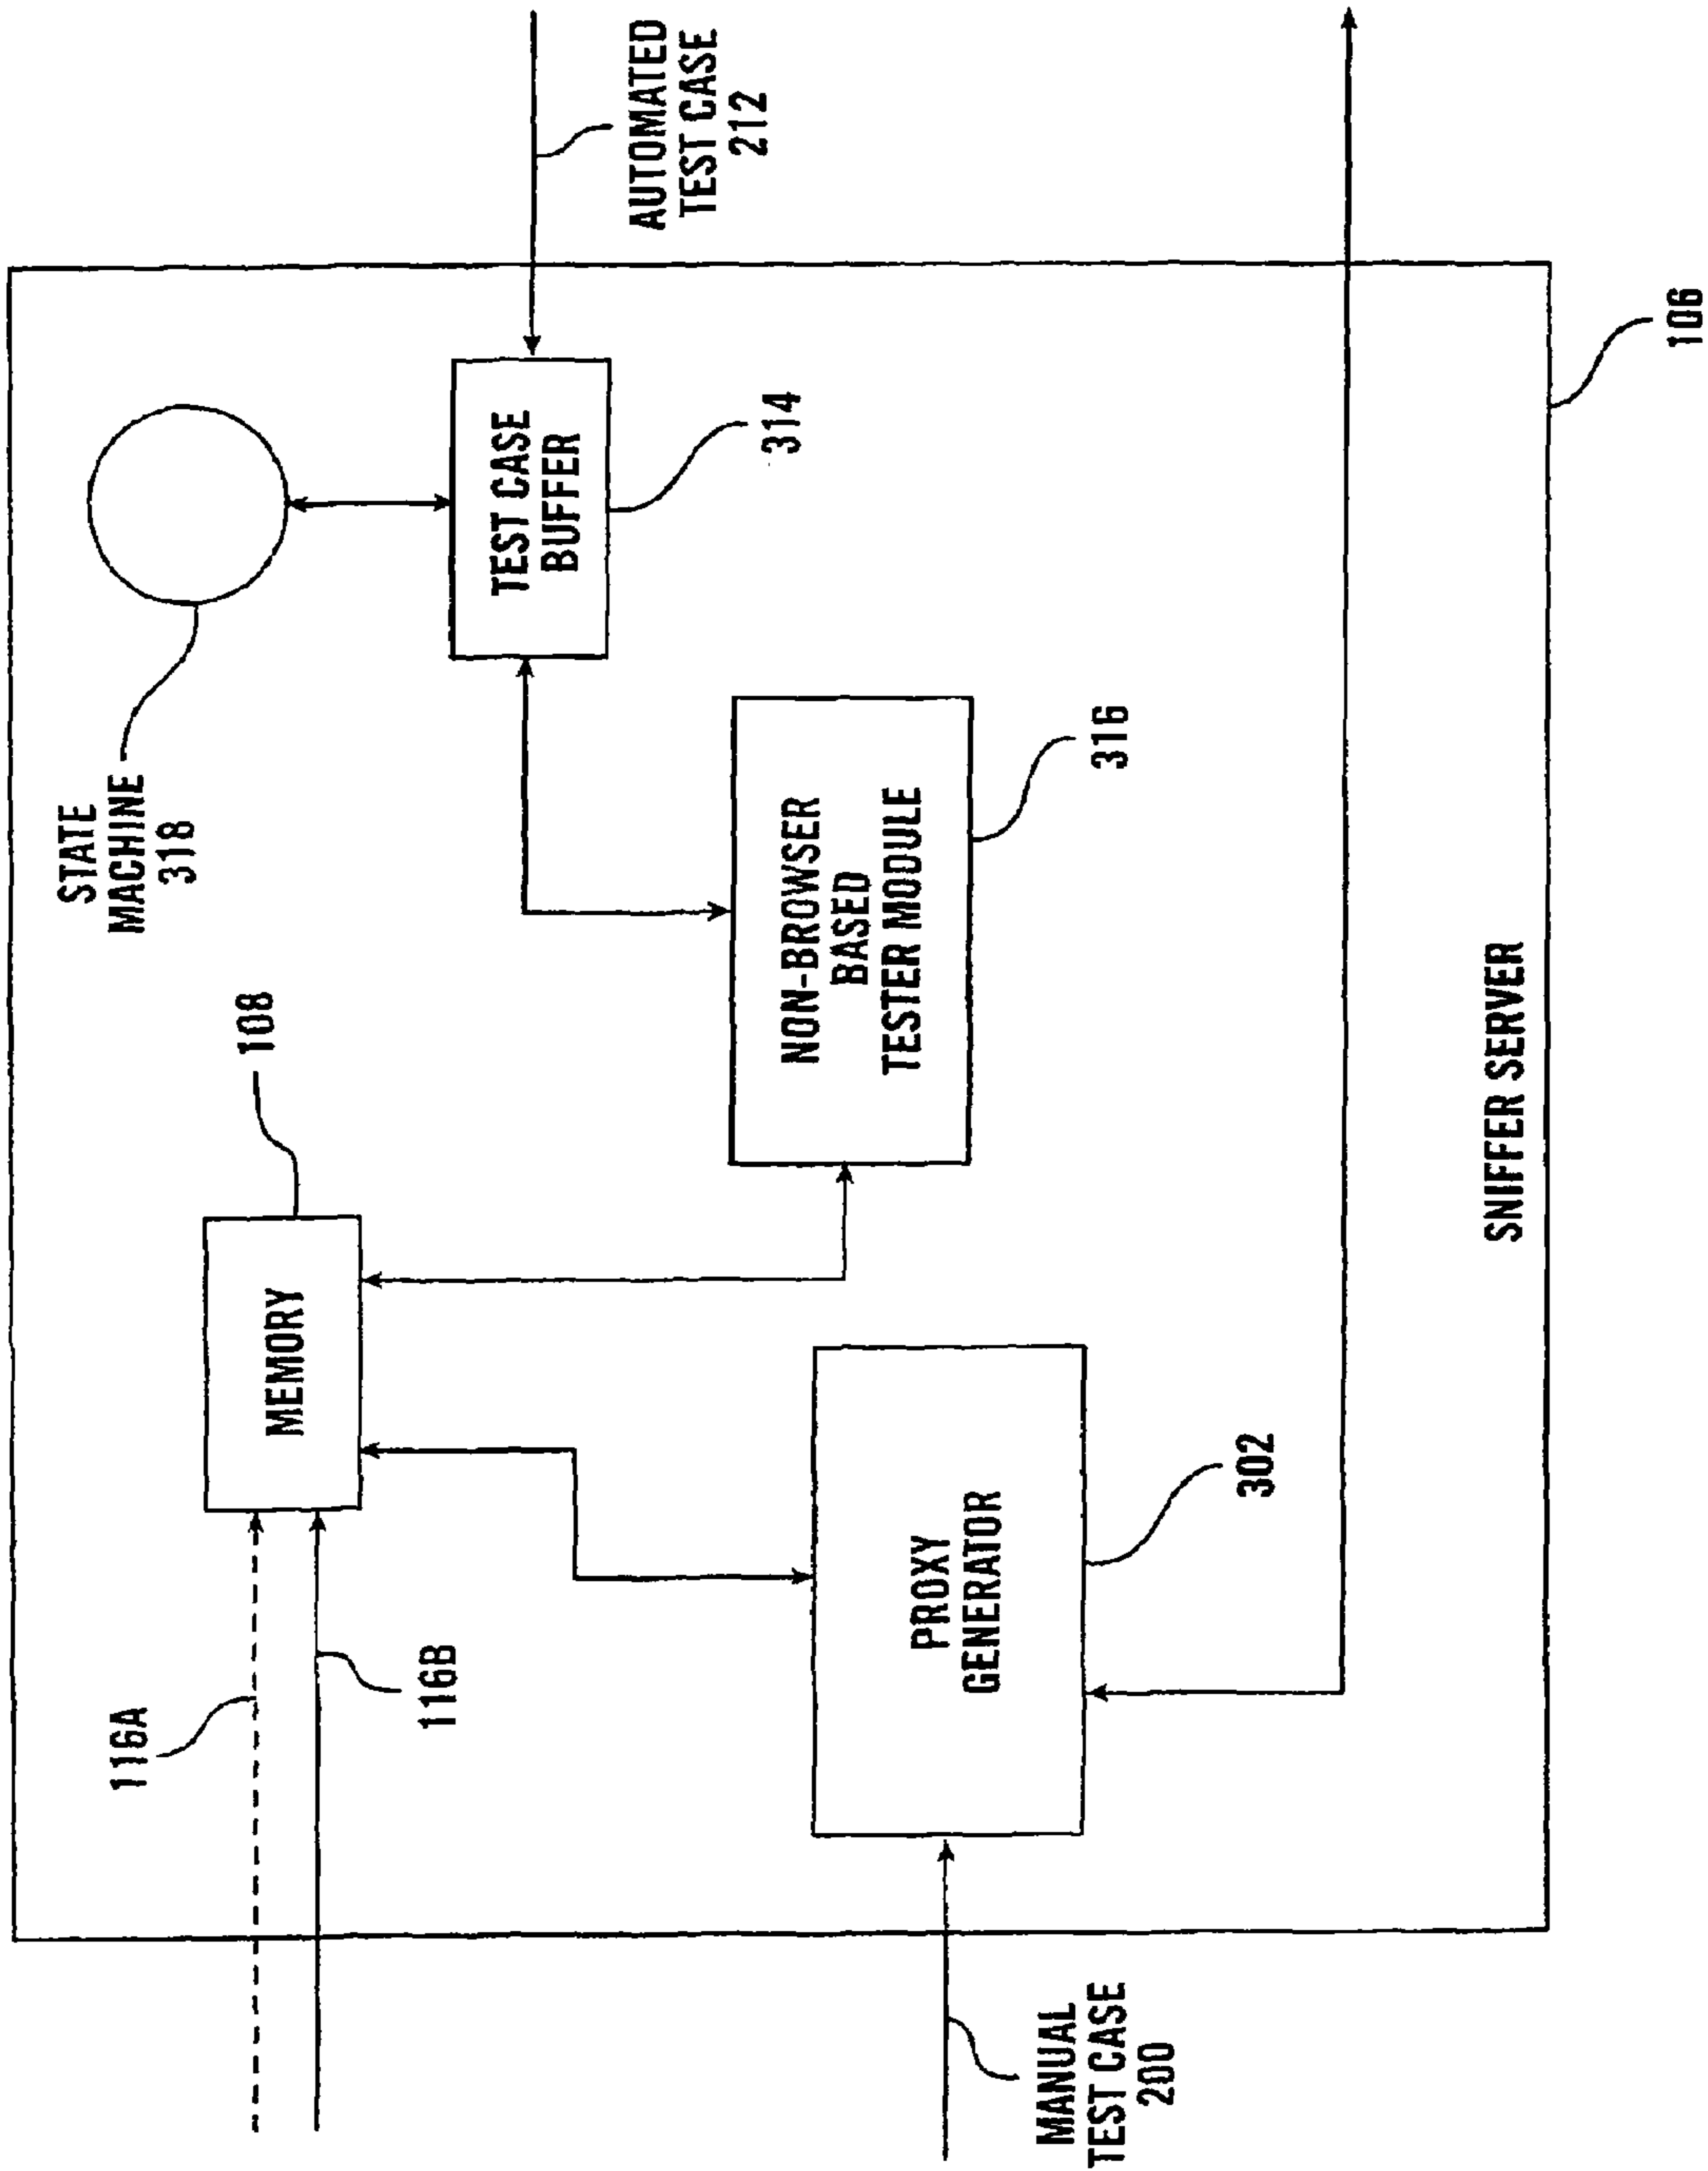 STATE
MACHINE
318
108
MEMORY
116A
116B
TEST CASE
BUFFER
314
AUTOMATED
TEST CASE
212
NON-BROWSER
BASED
TESTER MODULE
316
PROXY
GENERATOR
302
MANUAL
TEST CASE
200
SNIFFER SERVER
106